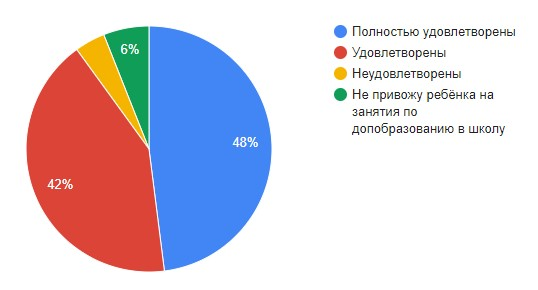 6%
48%
42%
Полностью удовлетворены
Удовлетворены
Неудовлетворены
Не привожу ребёнка на
занятия по
допобразованию в школу